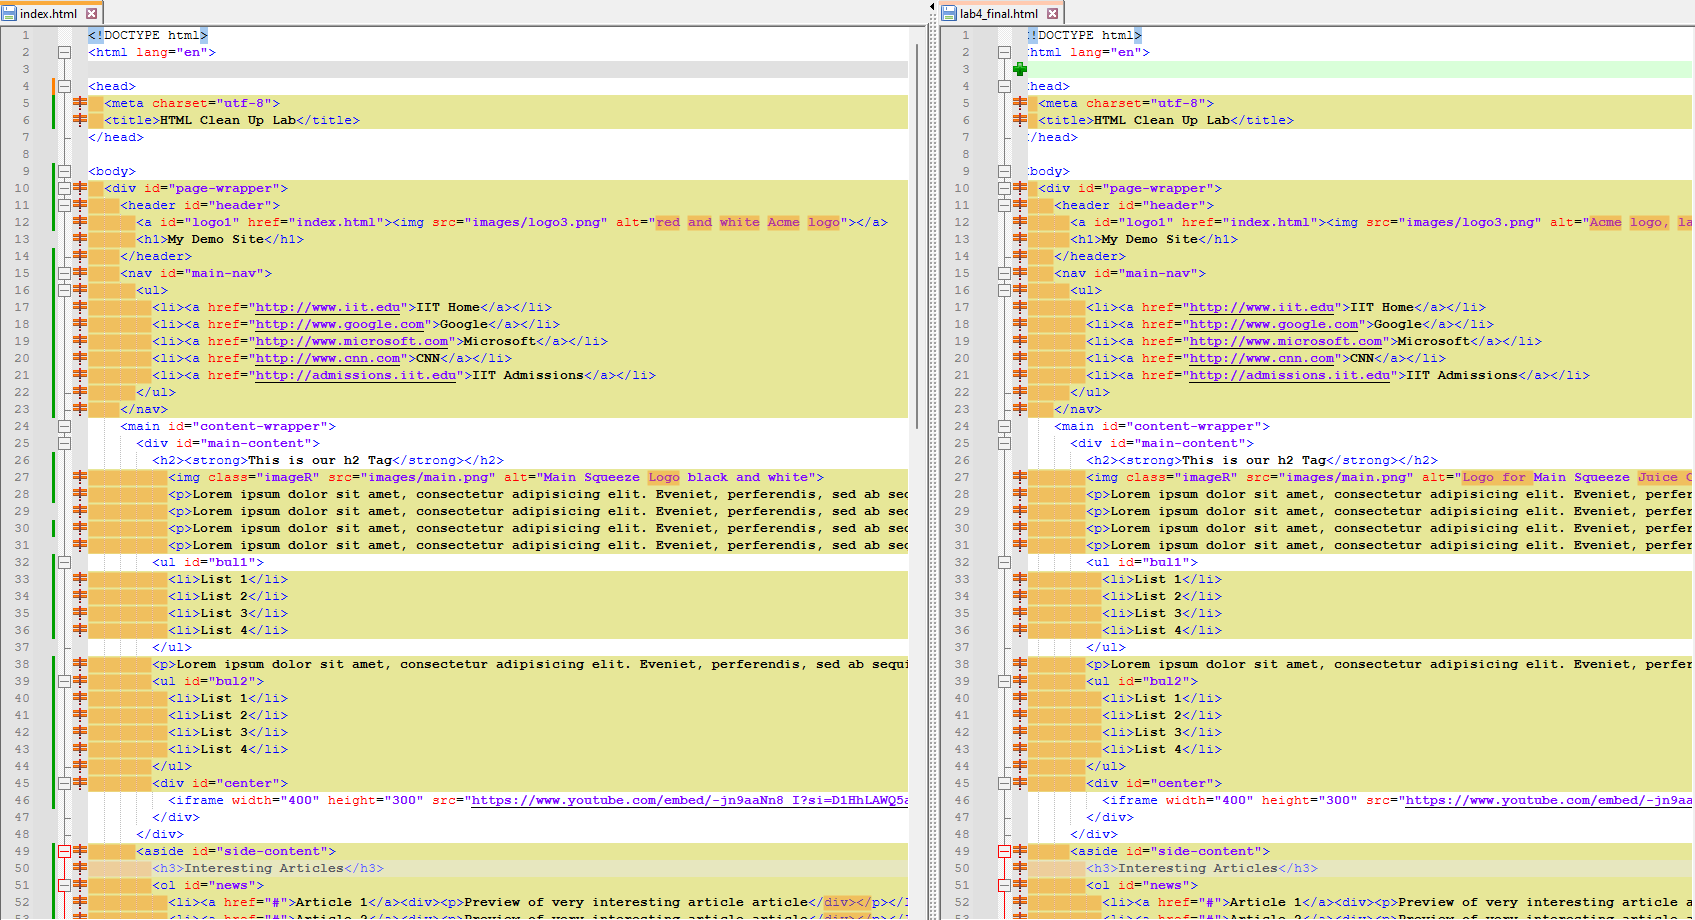 index.html
1 <!DOCTYPE html>
2 <html lang="en">
3
4 <head>
5 <meta charset="utf-8">
6 <title>HTML Clean Up Lab</title>
7 </head>
8
9 <body>
10 <div id="page-wrapper">
11 <header id="header">
12 <a id="logo1" href="index.html"><img src="images/logo3.png" alt="red and white Acme logo"></a>
13 <h1>My Demo Site</h1>
14 </header>
15 <nav id="main-nav">
16 <ul>
17 <li><a href="http://www.iit.edu">IIT Home</a></li>
18 <li><a href="http://www.google.com">Google</a></li>
19 <li><a href="http://www.microsoft.com">Microsoft</a></li>
20 <li><a href="http://www.cnn.com">CNN</a></li>
21 <li><a href="http://admissions.iit.edu">IIT Admissions</a></li>
22 </ul>
23 </nav>
24 <main id="content-wrapper">
25 <div id="main-content">
26 <h2><strong>This is our h2 Tag</strong></h2>
27 <img class="imageR" src="images/main.png" alt="Main Squeeze Logo black and white">
28 <p>Lorem ipsum dolor sit amet, consectetur adipisicing elit. Eveniet, perferendis, sed ab sec
29 <p>Lorem ipsum dolor sit amet, consectetur adipisicing elit. Eveniet, perferendis, sed ab sec
30 <p>Lorem ipsum dolor sit amet, consectetur adipisicing elit. Eveniet, perferendis, sed ab sec
31 <p>Lorem ipsum dolor sit amet, consectetur adipisicing elit. Eveniet, perferendis, sed ab sec
32 <ul id="bul1">
33 <li>List 1</li>
34 <li>List 2</li>
35 <li>List 3</li>
36 <li>List 4</li>
37 </ul>
38 <p>Lorem ipsum dolor sit amet, consectetur adipisicing elit. Eveniet, perferendis, sed ab sequi
39 <ul id="bul2">
40 <li>List 1</li>
41 <li>List 2</li>
42 <li>List 3</li>
43 <li>List 4</li>
44 </ul>
45 <div id="center">
46 <iframe width="400" height="300" src="https://www.youtube.com/embed/-jn9aaNn8_I?si=D1HhLAWQ5a
47 </div>
48 </div>
49 <aside id="side-content">
50 <h3>Interesting Articles</h3>
51 <ol id="news">
52 <li><a href="#">Article 1</a><div><p>Preview of very interesting article article</div></p></l
lab4_final.html
1 !DOCTYPE html>
2 html lang="en">
3
4 head>
5 <meta charset="utf-8">
6 <title>HTML Clean Up Lab</title>
7 /head>
8
9 body>
10 <div id="page-wrapper">
11 <header id="header">
12 <a id="logo1" href="index.html"><img src="images/logo3.png" alt="Acme logo, la
13 <h1>My Demo Site</h1>
14 </header>
15 <nav id="main-nav">
16 <ul>
17 <li><a href="http://www.iit.edu">IIT Home</a></li>
18 <li><a href="http://www.google.com">Google</a></li>
19 <li><a href="http://www.microsoft.com">Microsoft</a></li>
20 <li><a href="http://www.cnn.com">CNN</a></li>
21 <li><a href="http://admissions.iit.edu">IIT Admissions</a></li>
22 </ul>
23 </nav>
24 <main id="content-wrapper">
25 <div id="main-content">
26 <h2><strong>This is our h2 Tag</strong></h2>
27 <img class="imageR" src="images/main.png" alt="Logo for Main Squeeze Juice C
28 <p>Lorem ipsum dolor sit amet, consectetur adipisicing elit. Eveniet, perfer
29 <p>Lorem ipsum dolor sit amet, consectetur adipisicing elit. Eveniet, perfer
30 <p>Lorem ipsum dolor sit amet, consectetur adipisicing elit. Eveniet, perfer
31 <p>Lorem ipsum dolor sit amet, consectetur adipisicing elit. Eveniet, perfer
32 <ul id="bul1">
33 <li>List 1</li>
34 <li>List 2</li>
35 <li>List 3</li>
36 <li>List 4</li>
37 </ul>
38 <p>Lorem ipsum dolor sit amet, consectetur adipisicing elit. Eveniet, perfer
39 <ul id="bul2">
40 <li>List 1</li>
41 <li>List 2</li>
42 <li>List 3</li>
43 <li>List 4</li>
44 </ul>
45 <div id="center">
46 <iframe width="400" height="300" src="https://www.youtube.com/embed/-jn9aa
47 </div>
48 </div>
49 <aside id="side-content">
50 <h3>Interesting Articles</h3>
51 <ol id="news">
52 <li><a href="#">Article 1</a><div><p>Preview of very interesting article a